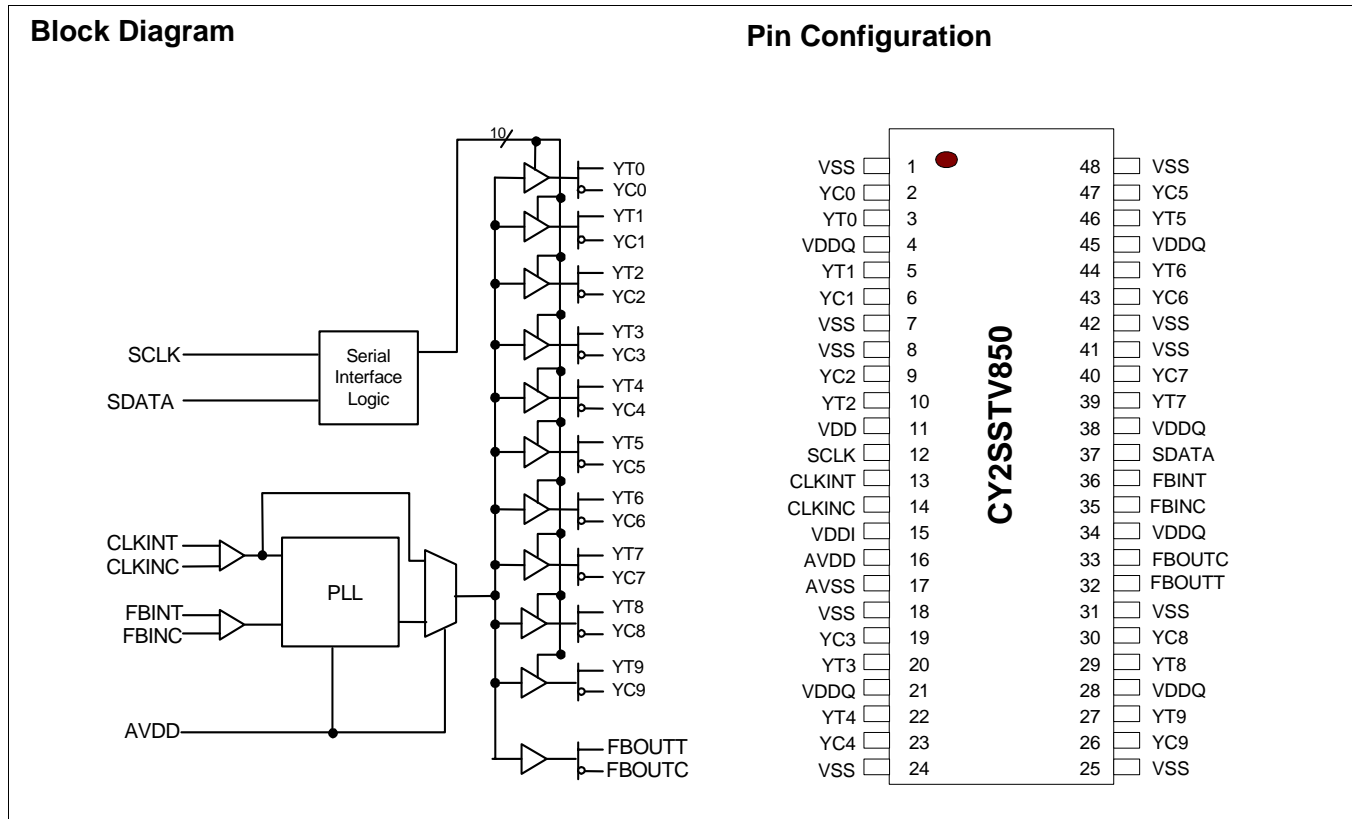 Block Diagram
Pin Configuration
10
YT0
YC0
YT1
YC1
YT2
YC2
YT3
YC3
YT4
YC4
YT5
YC5
YT6
YC6
YT7
YC7
YT8
YC8
YT9
YC9
FBOUTT
FBOUTC
SCLK
SDATA
Serial
Interface
Logic
CLKINT
CLKINC
FBINT
FBINC
PLL
AVDD
CY2SSTV850
VSS 1 48 VSS
YC0 2 47 YC5
YT0 3 46 YT5
VDDQ 4 45 VDDQ
YT1 5 44 YT6
YC1 6 43 YC6
VSS 7 42 VSS
VSS 8 41 VSS
YC2 9 40 YC7
YT2 10 39 YT7
VDD 11 38 VDDQ
SCLK 12 37 SDATA
CLKINT 13 36 FBINT
CLKINC 14 35 FBINC
VDDI 15 34 VDDQ
AVDD 16 33 FBOUTC
AVSS 17 32 FBOUTT
VSS 18 31 VSS
YC3 19 30 YC8
YT3 20 29 YT8
VDDQ 21 28 VDDQ
YT4 22 27 YT9
YC4 23 26 YC9
VSS 24 25 VSS